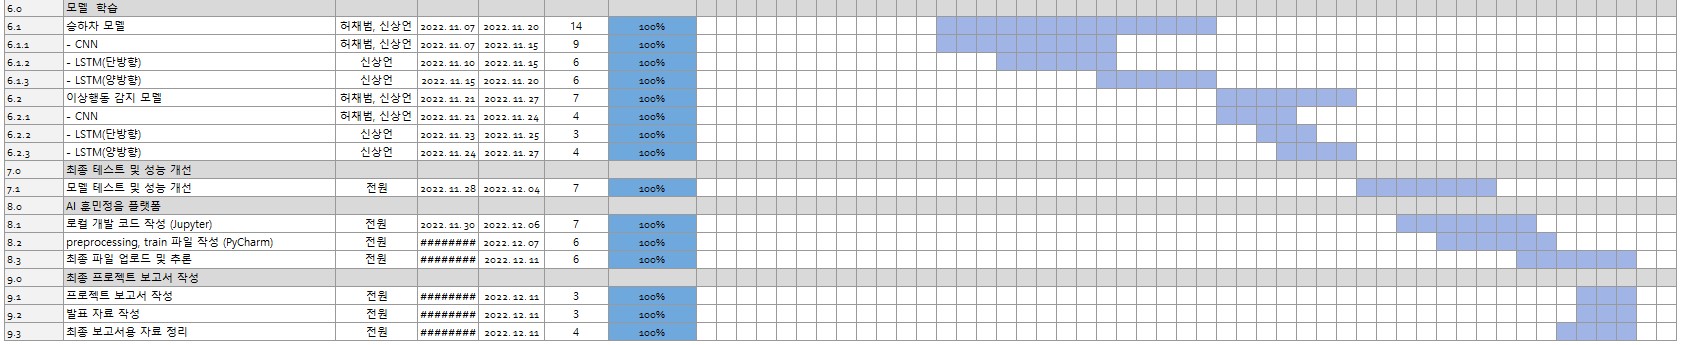 6.0 모델 학습
6.1 승하차 모델 허채범, 신상언 2022. 11. 07 2022. 11. 20 14 100%
6.1.1 - CNN 허채범, 신상언 2022. 11. 07 2022. 11. 15 9 100%
6.1.2 - LSTM(단방향) 신상언 2022. 11. 10 2022. 11. 15 6 100%
6.1.3 - LSTM(양방향) 신상언 2022. 11. 15 2022. 11. 20 6 100%
6.2 이상행동 감지 모델 허채범, 신상언 2022. 11. 21 2022. 11. 27 7 100%
6.2.1 - CNN 허채범, 신상언 2022. 11. 21 2022. 11. 24 4 100%
6.2.2 - LSTM(단방향) 신상언 2022. 11. 23 2022. 11. 25 3 100%
6.2.3 - LSTM(양방향) 신상언 2022. 11. 24 2022. 11. 27 4 100%
7.0 최종 테스트 및 성능 개선
7.1 모델 테스트 및 성능 개선 전원 2022. 11. 28 2022. 12. 04 7 100%
8.0 AI 훈민정음 플랫폼
8.1 로컬 개발 코드 작성 (Jupyter) 전원 2022. 11. 30 2022. 12. 06 7 100%
8.2 preprocessing, train 파일 작성 (PyCharm) 전원 ######## 2022. 12. 07 6 100%
8.3 최종 파일 업로드 및 추론 전원 ######## 2022. 12. 11 6 100%
9.0 최종 프로젝트 보고서 작성
9.1 프로젝트 보고서 작성 전원 ######## 2022. 12. 11 3 100%
9.2 발표 자료 작성 전원 ######## 2022. 12. 11 3 100%
9.3 최종 보고서용 자료 정리 전원 ######## 2022. 12. 11 4 100%